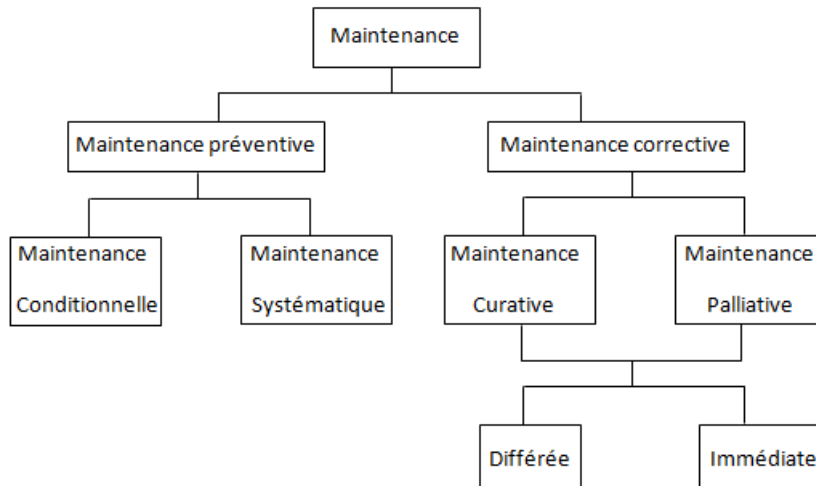 Maintenance
Maintenance préventive
Maintenance corrective
Maintenance
Conditionnelle
Maintenance
Systématique
Maintenance
Curative
Maintenance
Palliative
Différée
Immédiate